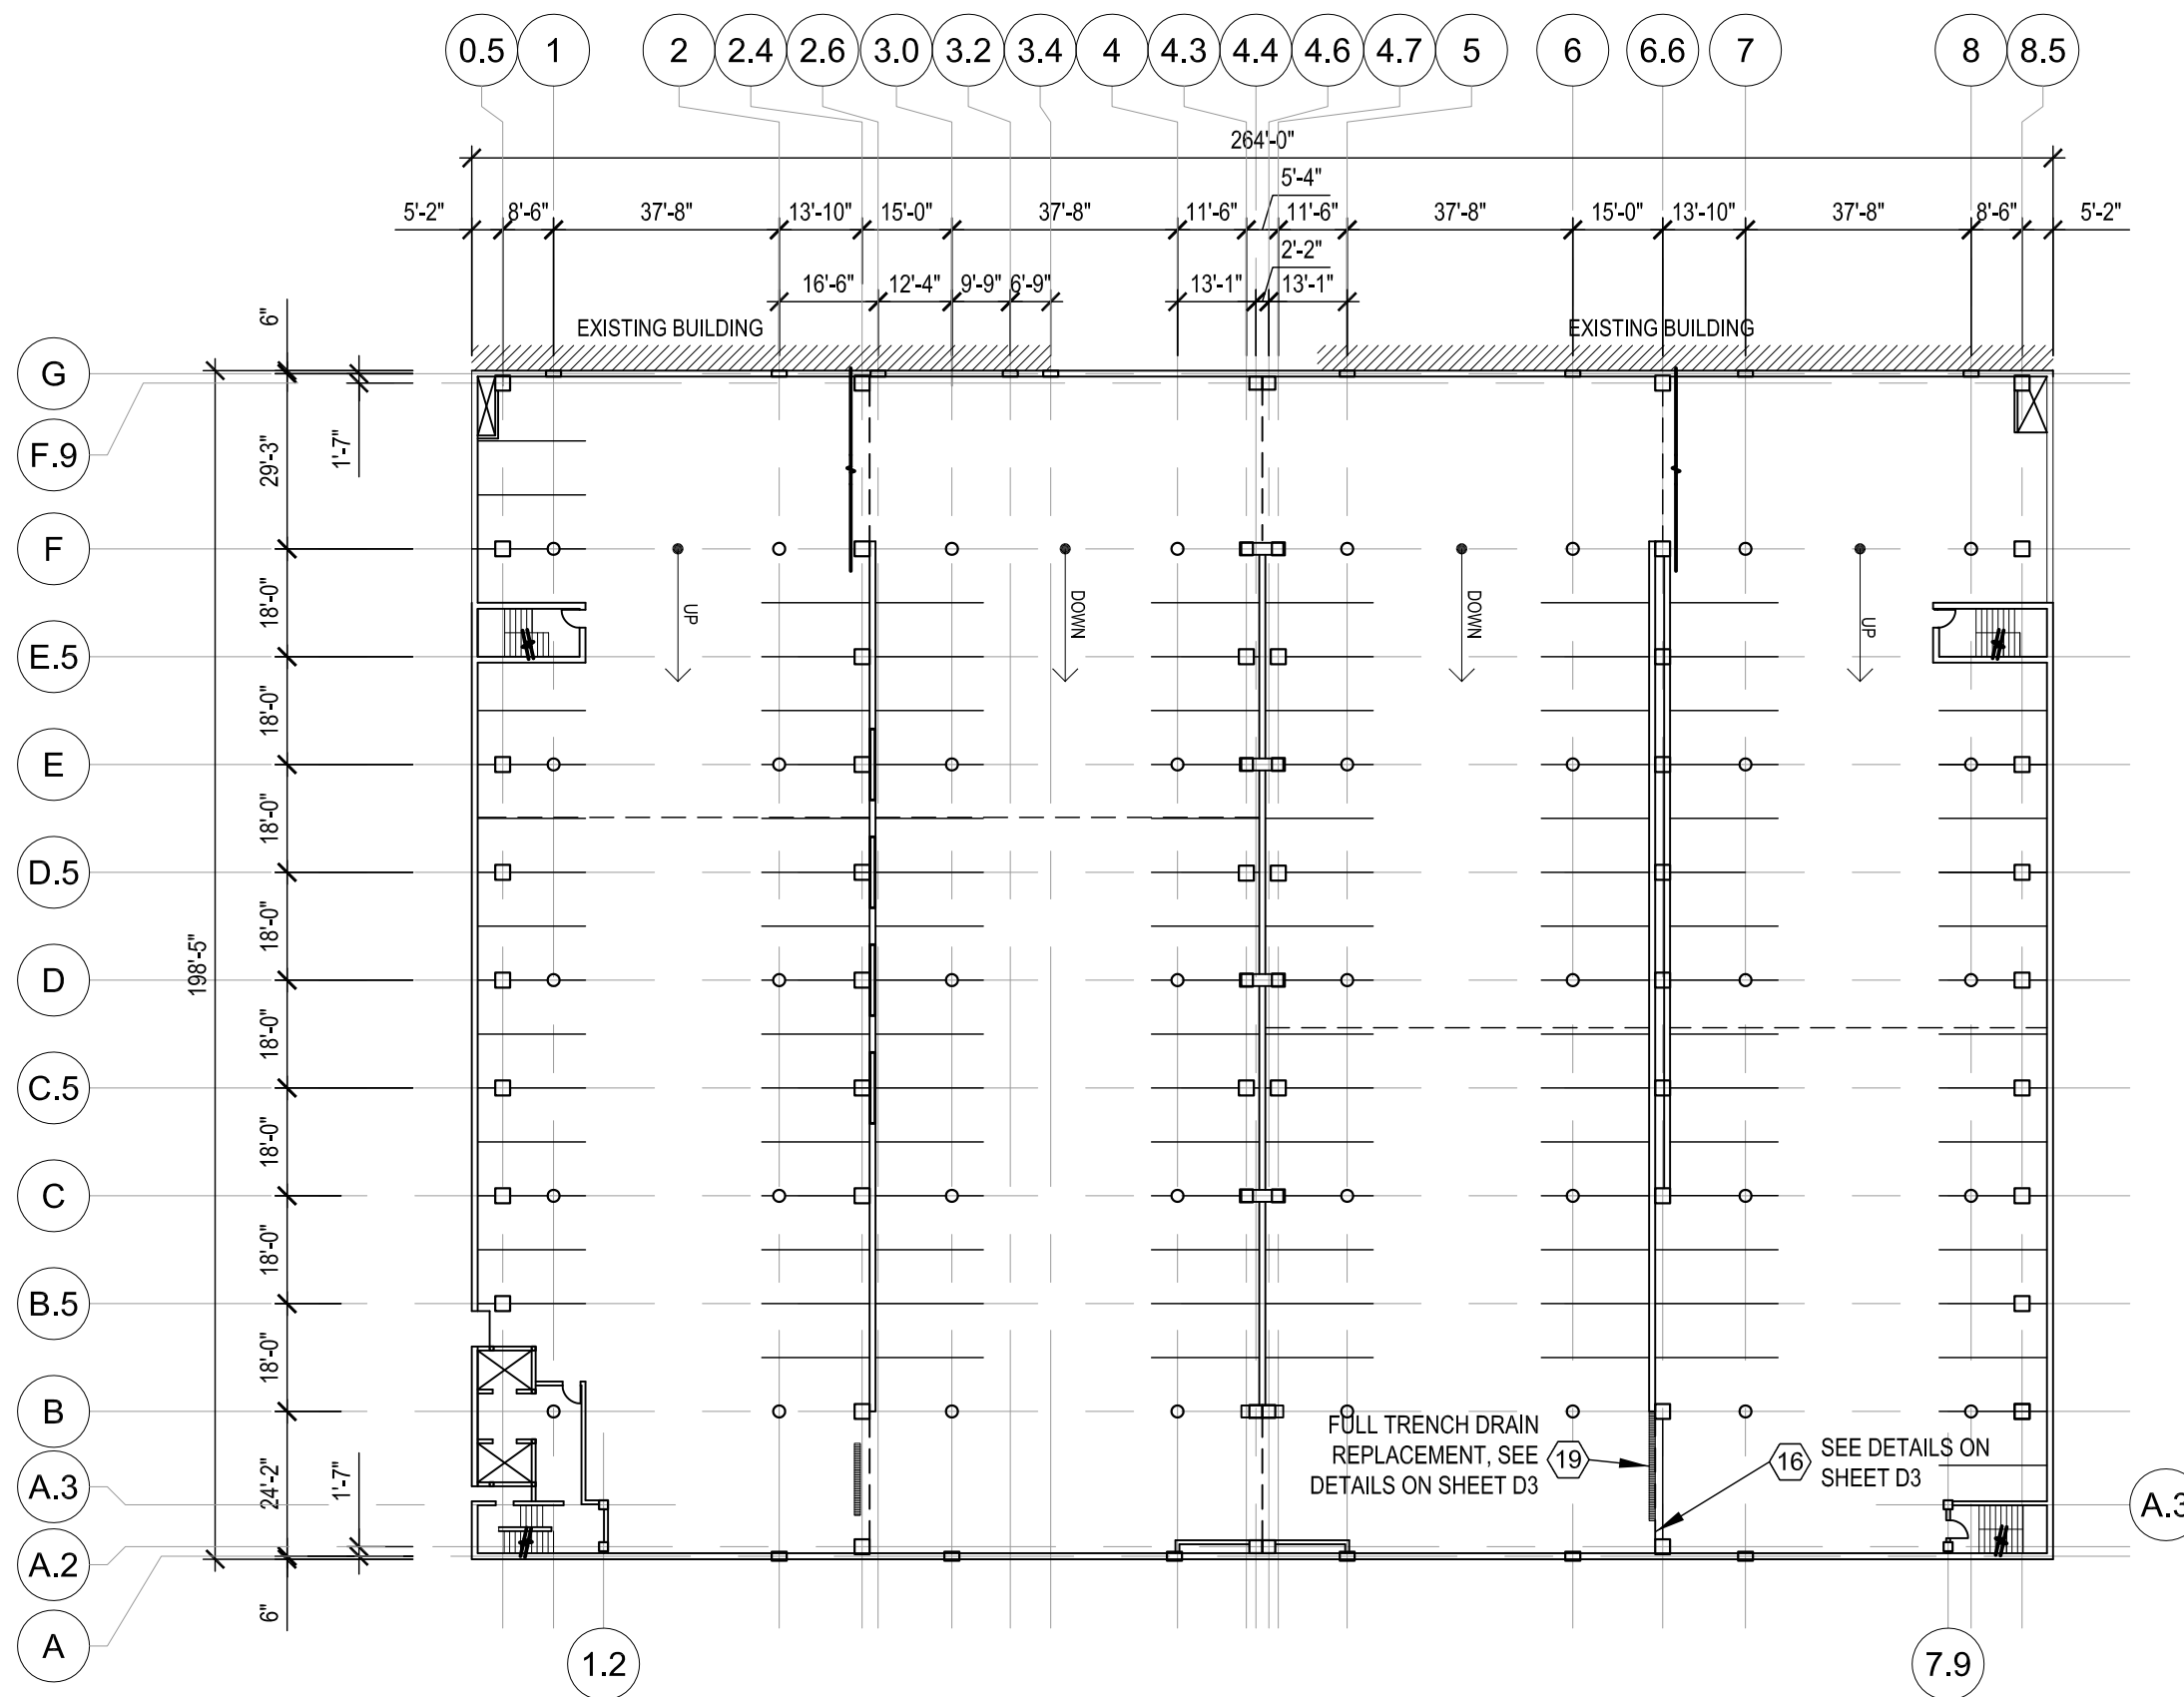 0.5 1 2 2.4 2.6 3.0 3.2 3.4 4 4.3 4.4 4.6 4.7 5 6 6.6 7 8 8.5
264'-0"
5'-4"
5'-2" 8'-6" 37'-8" 13'-10" 15'-0" 37'-8" 11'-6" 11'-6" 37'-8" 15'-0" 13'-10" 37'-8" 8'-6" 5'-2"
2'-2"
16'-6" 12'-4" 9'-9" 6'-9" 13'-1" 13'-1"
6"
EXISTING BUILDING EXISTING BUILDING
G
F.9
29'-3"
1'-7"
F
18'-0"
UP DOWN DOWN UP
E.5
18'-0"
E
18'-0"
D.5
18'-0"
198'-5"
D
18'-0"
C.5
18'-0"
C
18'-0"
B.5
18'-0"
B
FULL TRENCH DRAIN
REPLACEMENT, SEE
DETAILS ON SHEET D3
19
16
SEE DETAILS ON
SHEET D3
24'-2"
1'-7"
A.3
A.3
A.2
6"
A
1.2 7.9